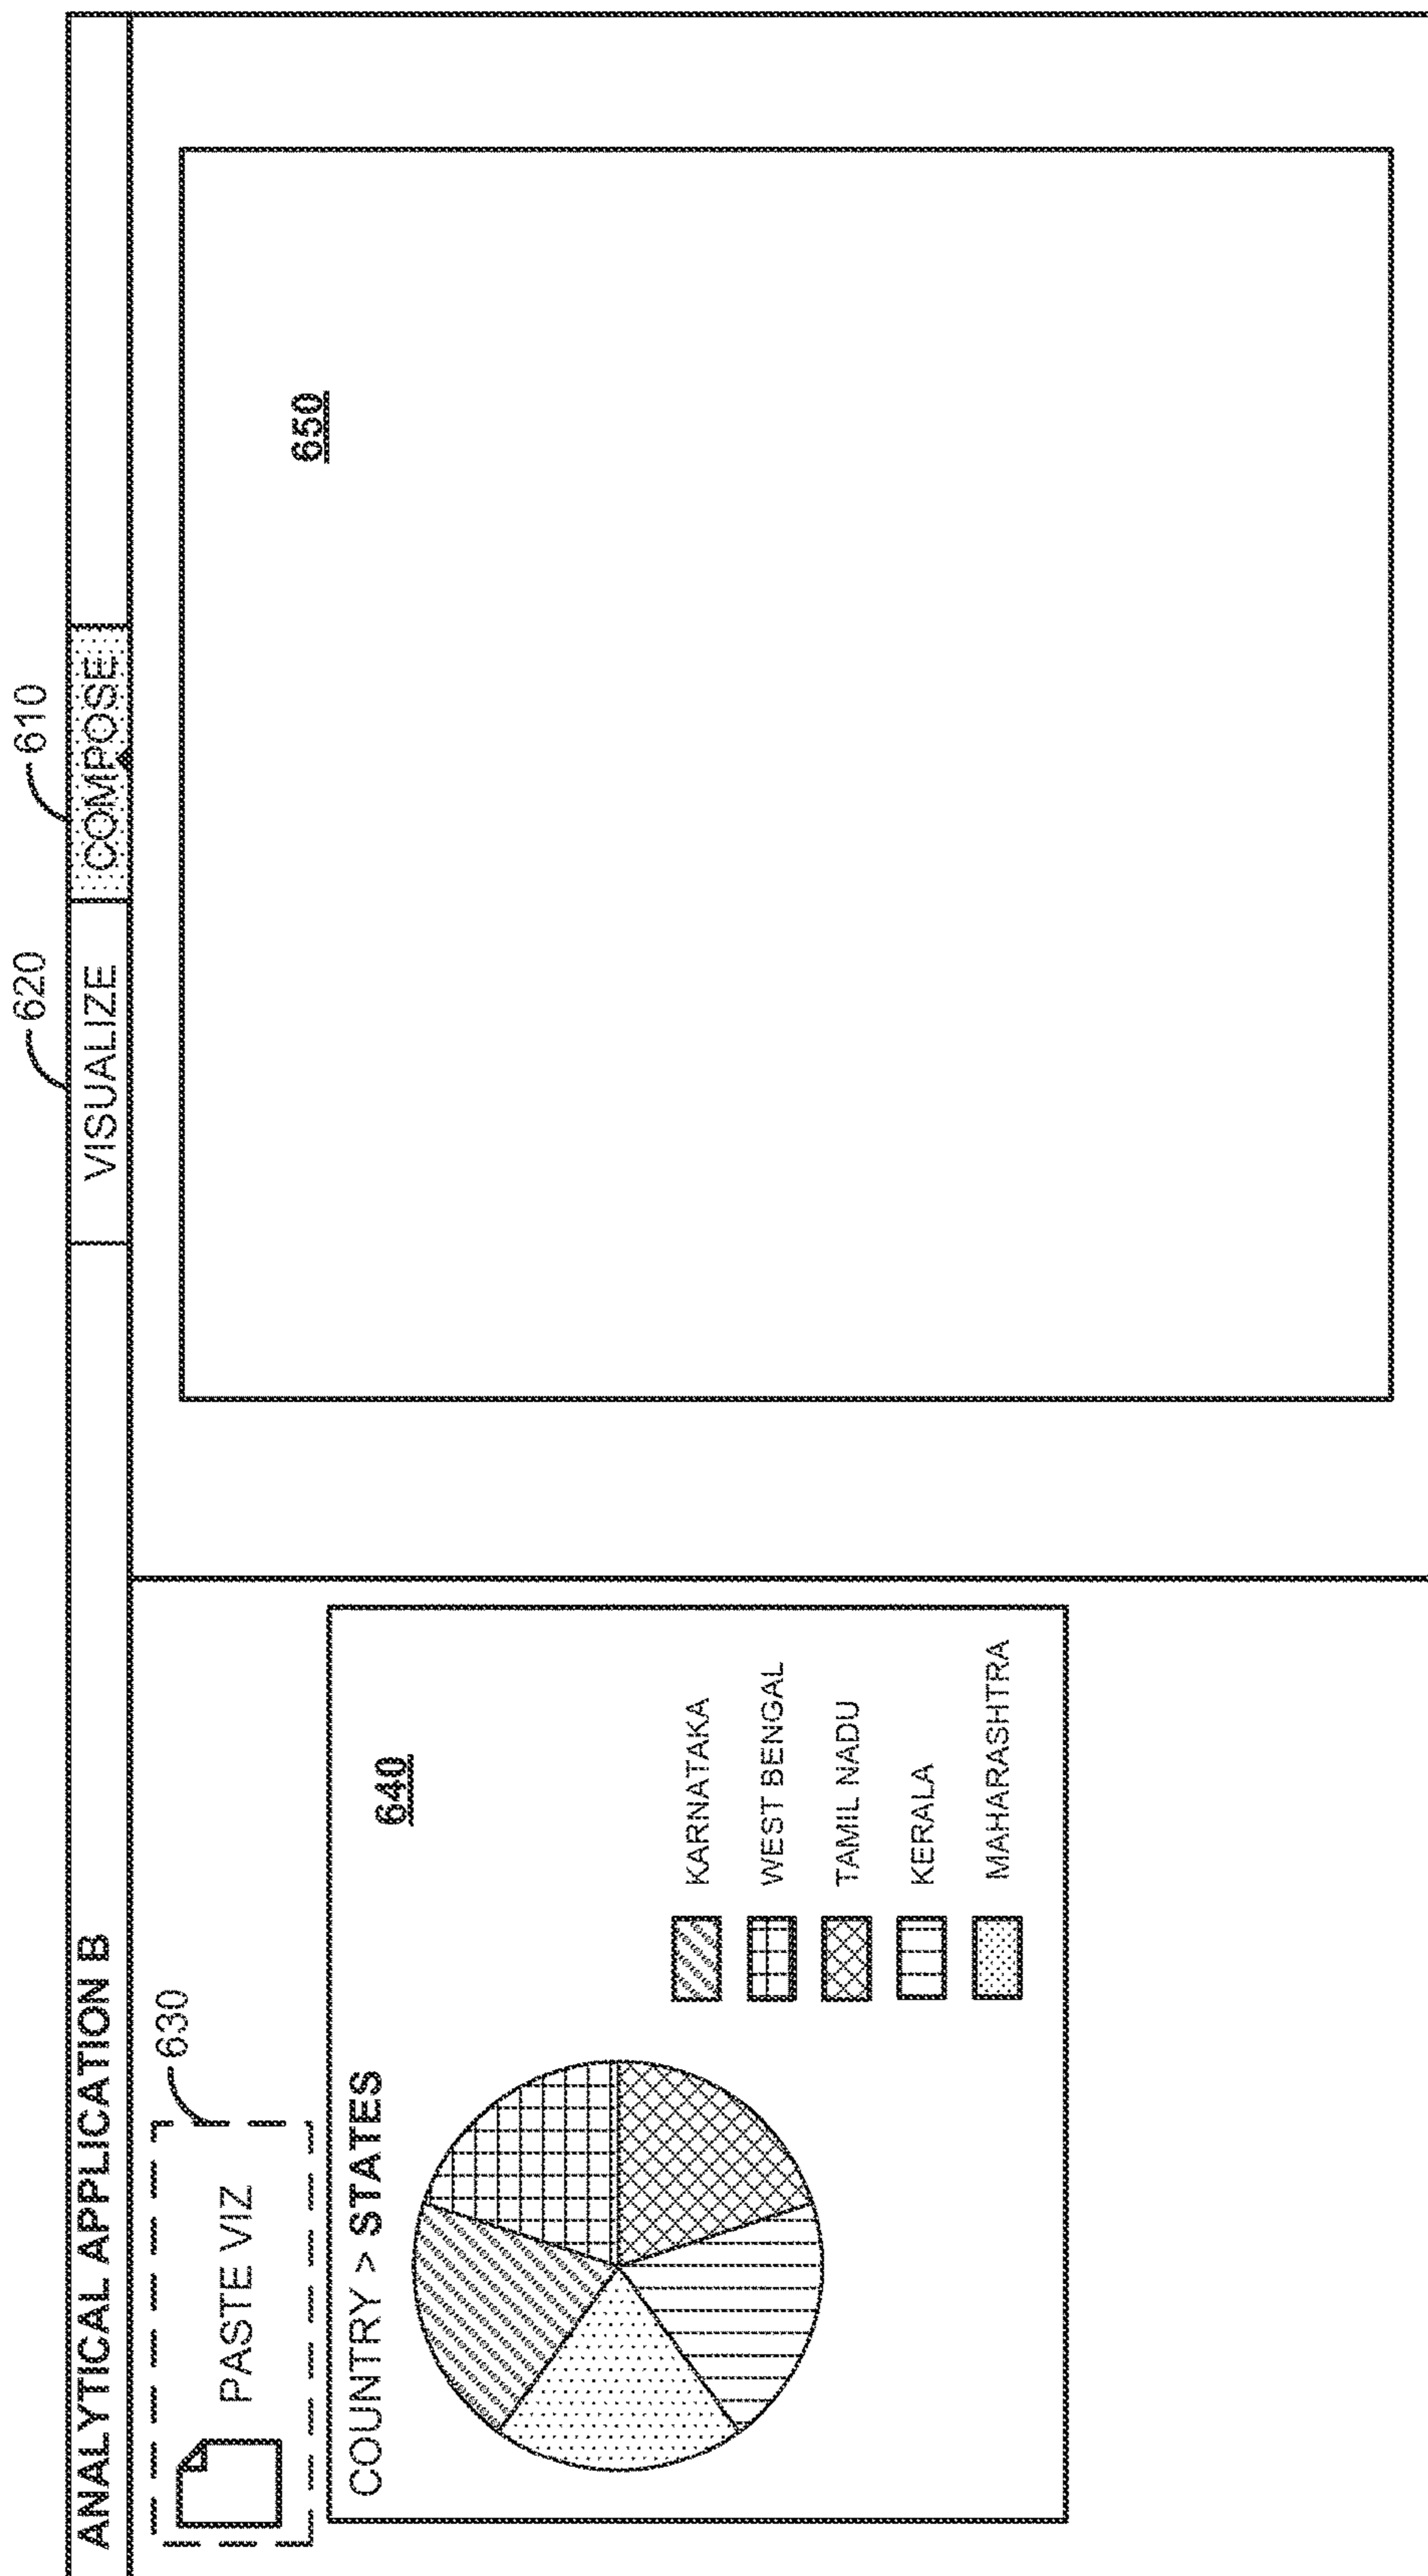 620
610
ANALYTICAL APPLICATION B
VISUALIZE
COMPOSE
630
PASTE VIZ
COUNTRY > STATES
640
KARNATAKA
WEST BENGAL
TAMIL NADU
KERALA
MAHARASHTRA
650